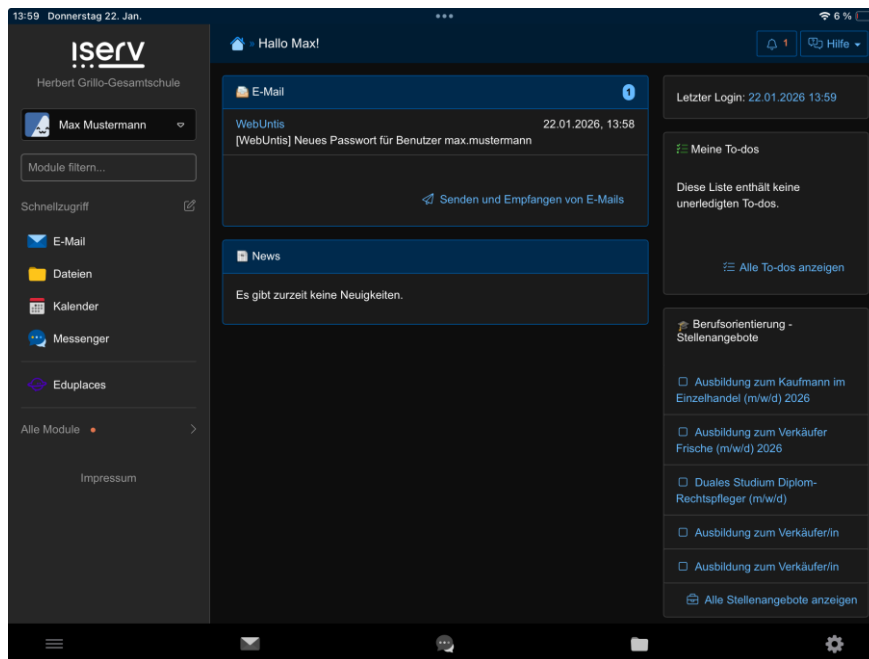 13:59 Donnerstag 22. Jan.
6 %
iserv
Herbert Grillo-Gesamtschule
Max Mustermann
Module filtern...
Schnellzugriff
E-Mail
Dateien
Kalender
Messenger
Eduplaces
Alle Module
Impressum
Hallo Max!
1
Hilfe
E-Mail
1
WebUntis 22.01.2026, 13:58
[WebUntis] Neues Passwort für Benutzer max.mustermann
Senden und Empfangen von E-Mails
News
Es gibt zurzeit keine Neuigkeiten.
Letzter Login: 22.01.2026 13:59
Meine To-dos
Diese Liste enthält keine
unerledigten To-dos.
Alle To-dos anzeigen
Berufsorientierung -
Stellenangebote
Ausbildung zum Kaufmann im
Einzelhandel (m/w/d) 2026
Ausbildung zum Verkäufer
Frische (m/w/d) 2026
Duales Studium Diplom-
Rechtspfleger (m/w/d)
Ausbildung zum Verkäufer/in
Ausbildung zum Verkäufer/in
Alle Stellenangebote anzeigen